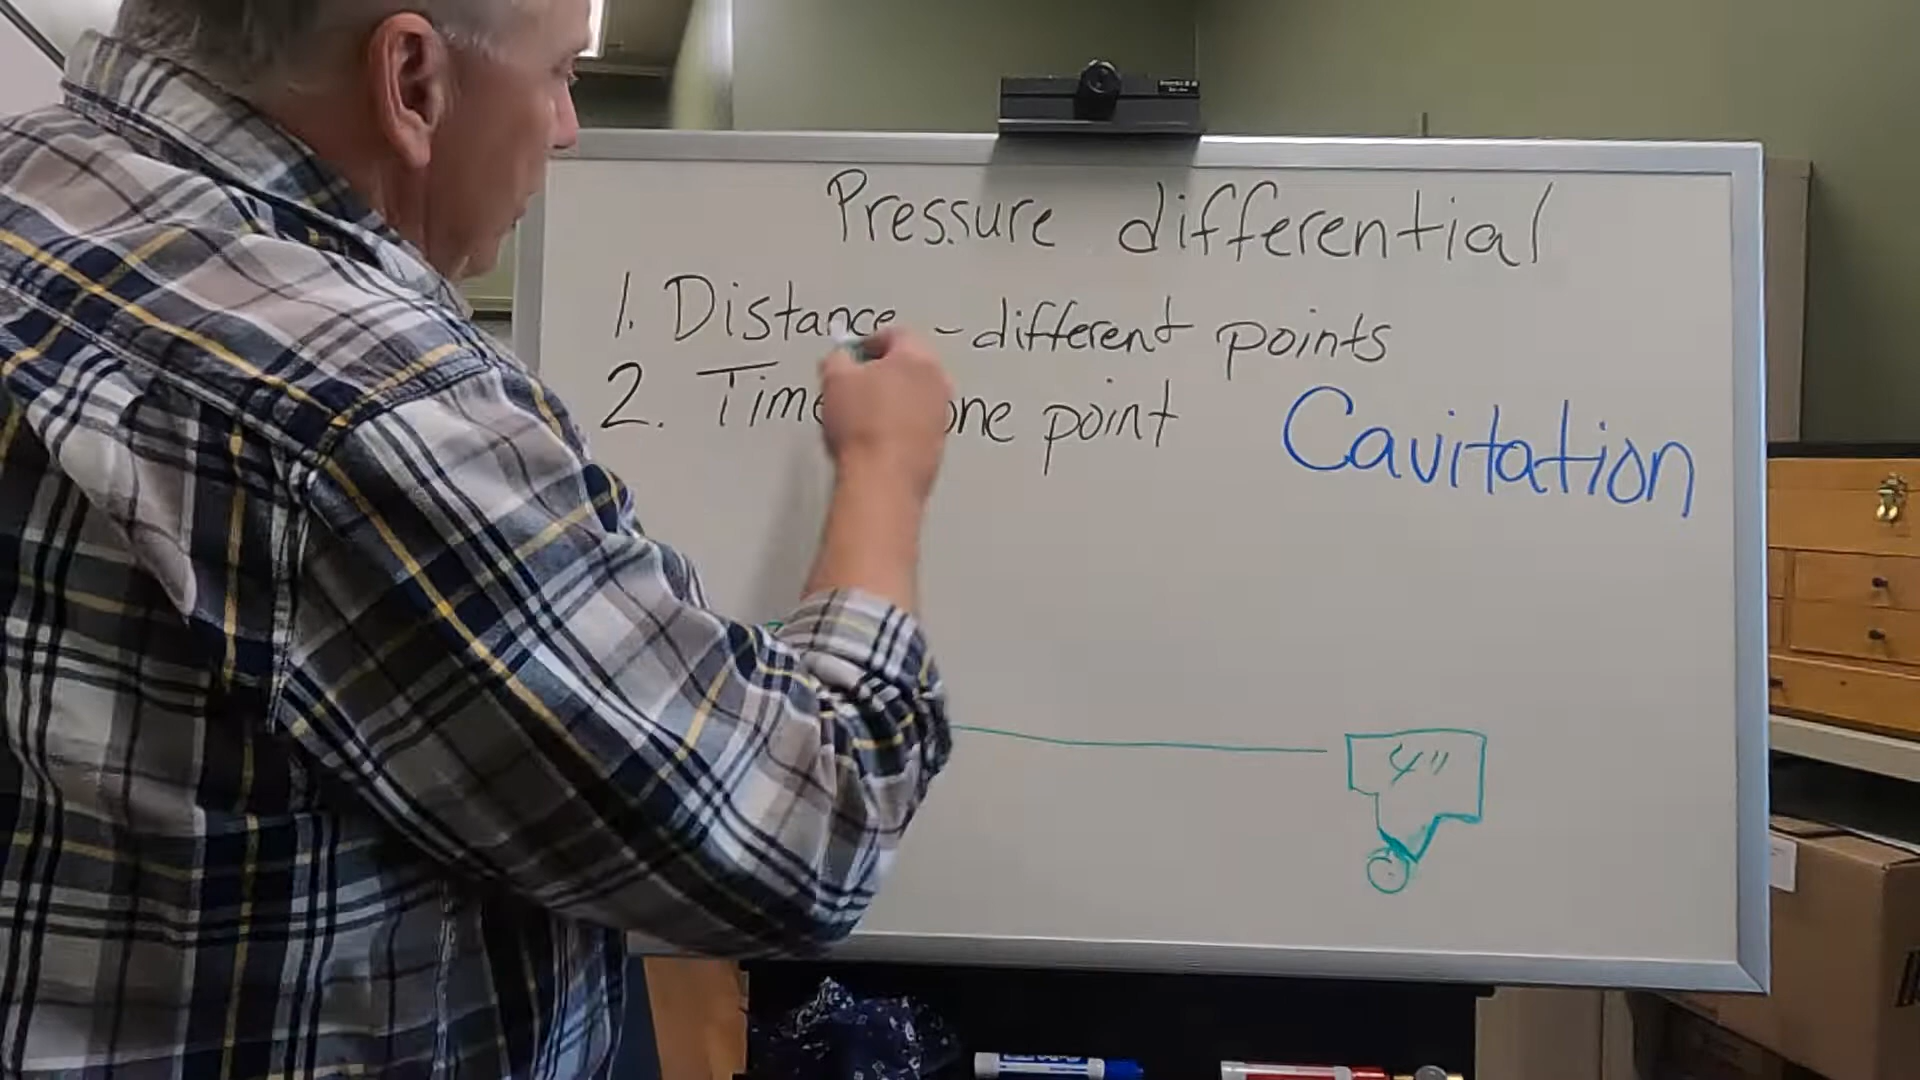 Pressure differential
1. Distance - different points
2. Time one point
Cavitation
4"